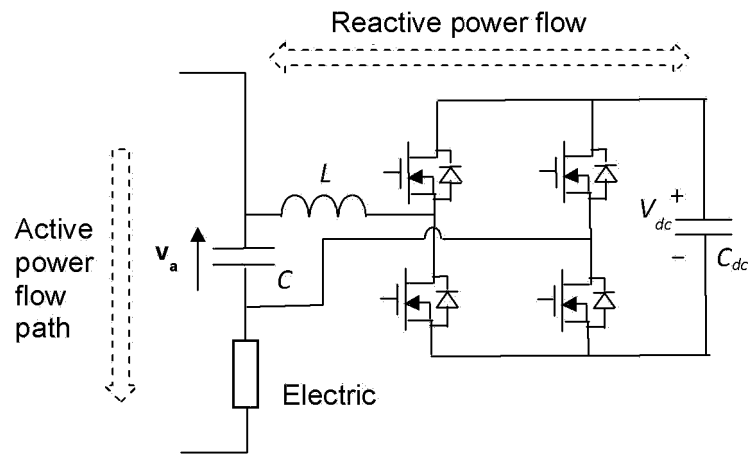 Reactive power flow
L
Active
power
flow
path
v_a
C
V_dc
+
−
C_dc
Electric